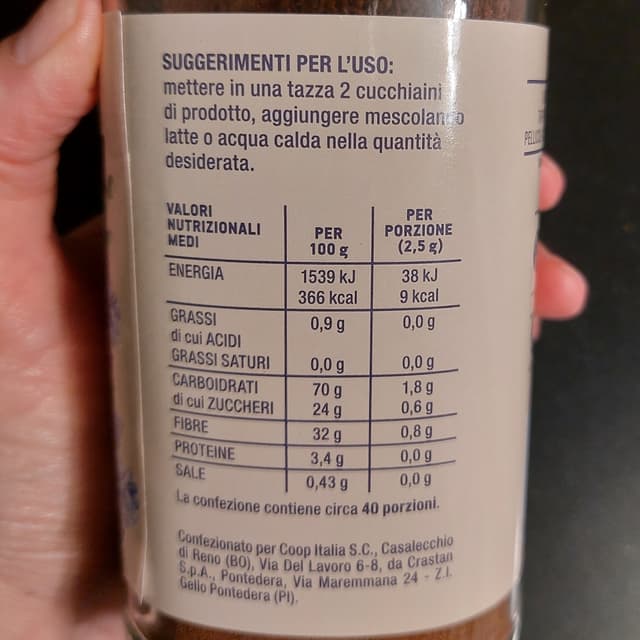 SUGGERIMENTI PER L'USO:
mettere in una tazza 2 cucchiaini
di prodotto, aggiungere mescolando
latte o acqua calda nella quantità
desiderata.
VALORI
NUTRIZIONALI
MEDI
PER
100 g
PER
PORZIONE
(2,5 g)
ENERGIA 1539 kJ 38 kJ
366 kcal 9 kcal
GRASSI 0,9 g 0,0 g
di cui ACIDI
GRASSI SATURI 0,0 g 0,0 g
CARBOIDRATI 70 g 1,8 g
di cui ZUCCHERI 24 g 0,6 g
FIBRE 32 g 0,8 g
PROTEINE 3,4 g 0,0 g
SALE 0,43 g 0,0 g
La confezione contiene circa 40 porzioni.
Confezionato per Coop Italia S.C., Casalecchio
di Reno (BO), Via Del Lavoro 6-8, da Crastan
S.p.A., Pontedera, Via Maremmana 24 - Z.I.
Gello Pontedera (PI).